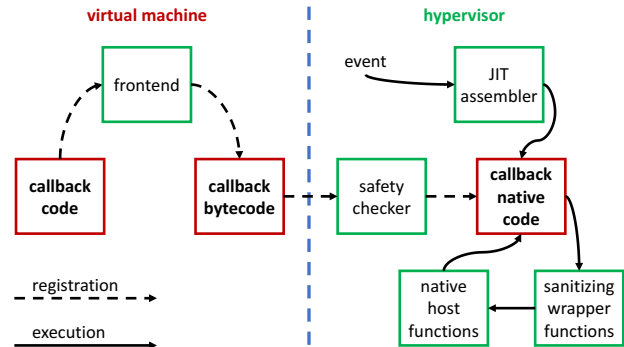 virtual machine
hypervisor
frontend
event
JIT
assembler
callback
code
callback
bytecode
safety
checker
callback
native
code
registration
execution
native
host
functions
sanitizing
wrapper
functions